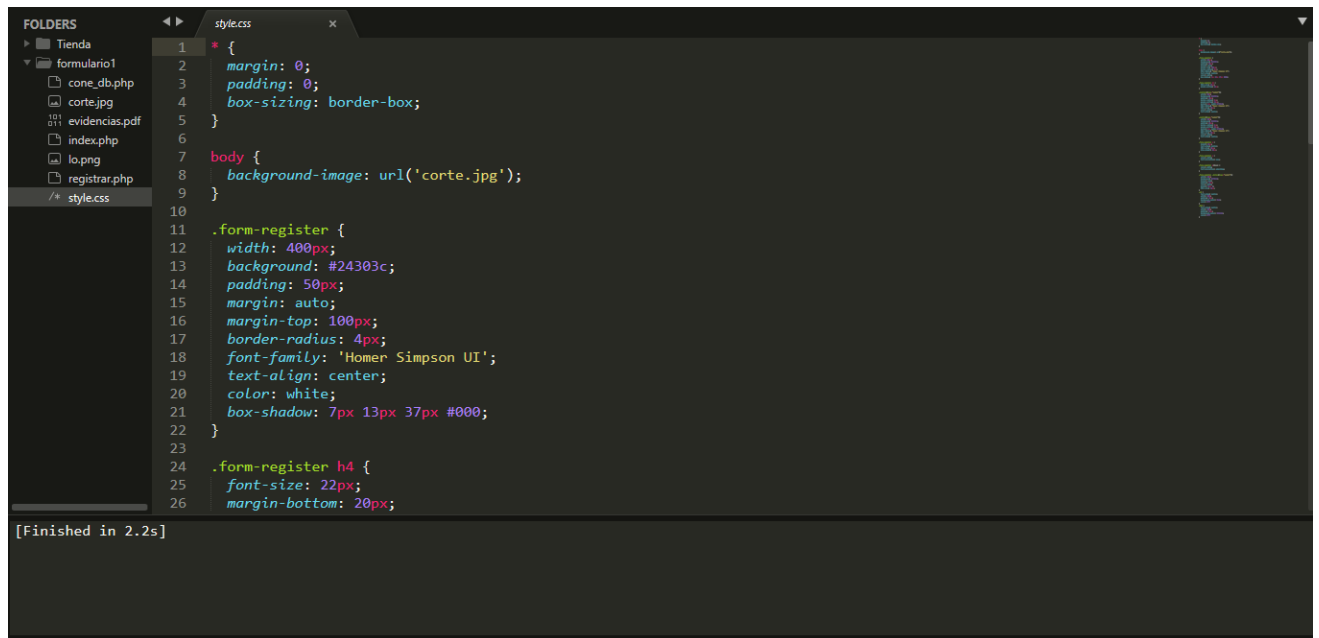 FOLDERS
Tienda
formulario1
cone_db.php
corte.jpg
evidencias.pdf
index.php
lo.png
registrar.php
/* style.css
style.css ×
1 * {
2 margin: 0;
3 padding: 0;
4 box-sizing: border-box;
5 }
6
7 body {
8 background-image: url('corte.jpg');
9 }
10
11 .form-register {
12 width: 400px;
13 background: #24303c;
14 padding: 50px;
15 margin: auto;
16 margin-top: 100px;
17 border-radius: 4px;
18 font-family: 'Homer Simpson UI';
19 text-align: center;
20 color: white;
21 box-shadow: 7px 13px 37px #000;
22 }
23
24 .form-register h4 {
25 font-size: 22px;
26 margin-bottom: 20px;
[Finished in 2.2s]